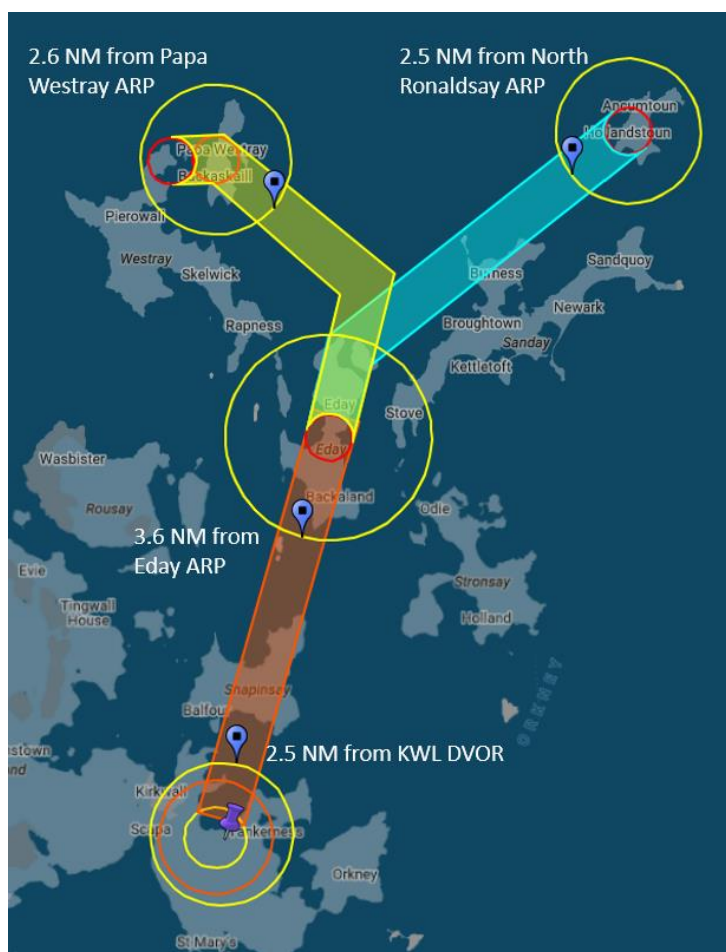 2.6 NM from Papa
Westray ARP
2.5 NM from North
Ronaldsay ARP
Ancumtoun
Hollandstoun
Papa Westray
Backaskaill
Pierowall
Westray
Skelwick
Rapness
Burness
Sandquoy
Newark
Broughtown
Sanday
Kettletoft
Stove
Eday
Eday
Wasbister
Rousay
Backaland
Odie
3.6 NM from
Eday ARP
Evie
Stronsay
Tingwall
House
Holland
Shapinsay
Balfour
ORKNEY
2.5 NM from KWL DVOR
Kirkwall
Scapa
Tankerness
Orkney
St Mary's